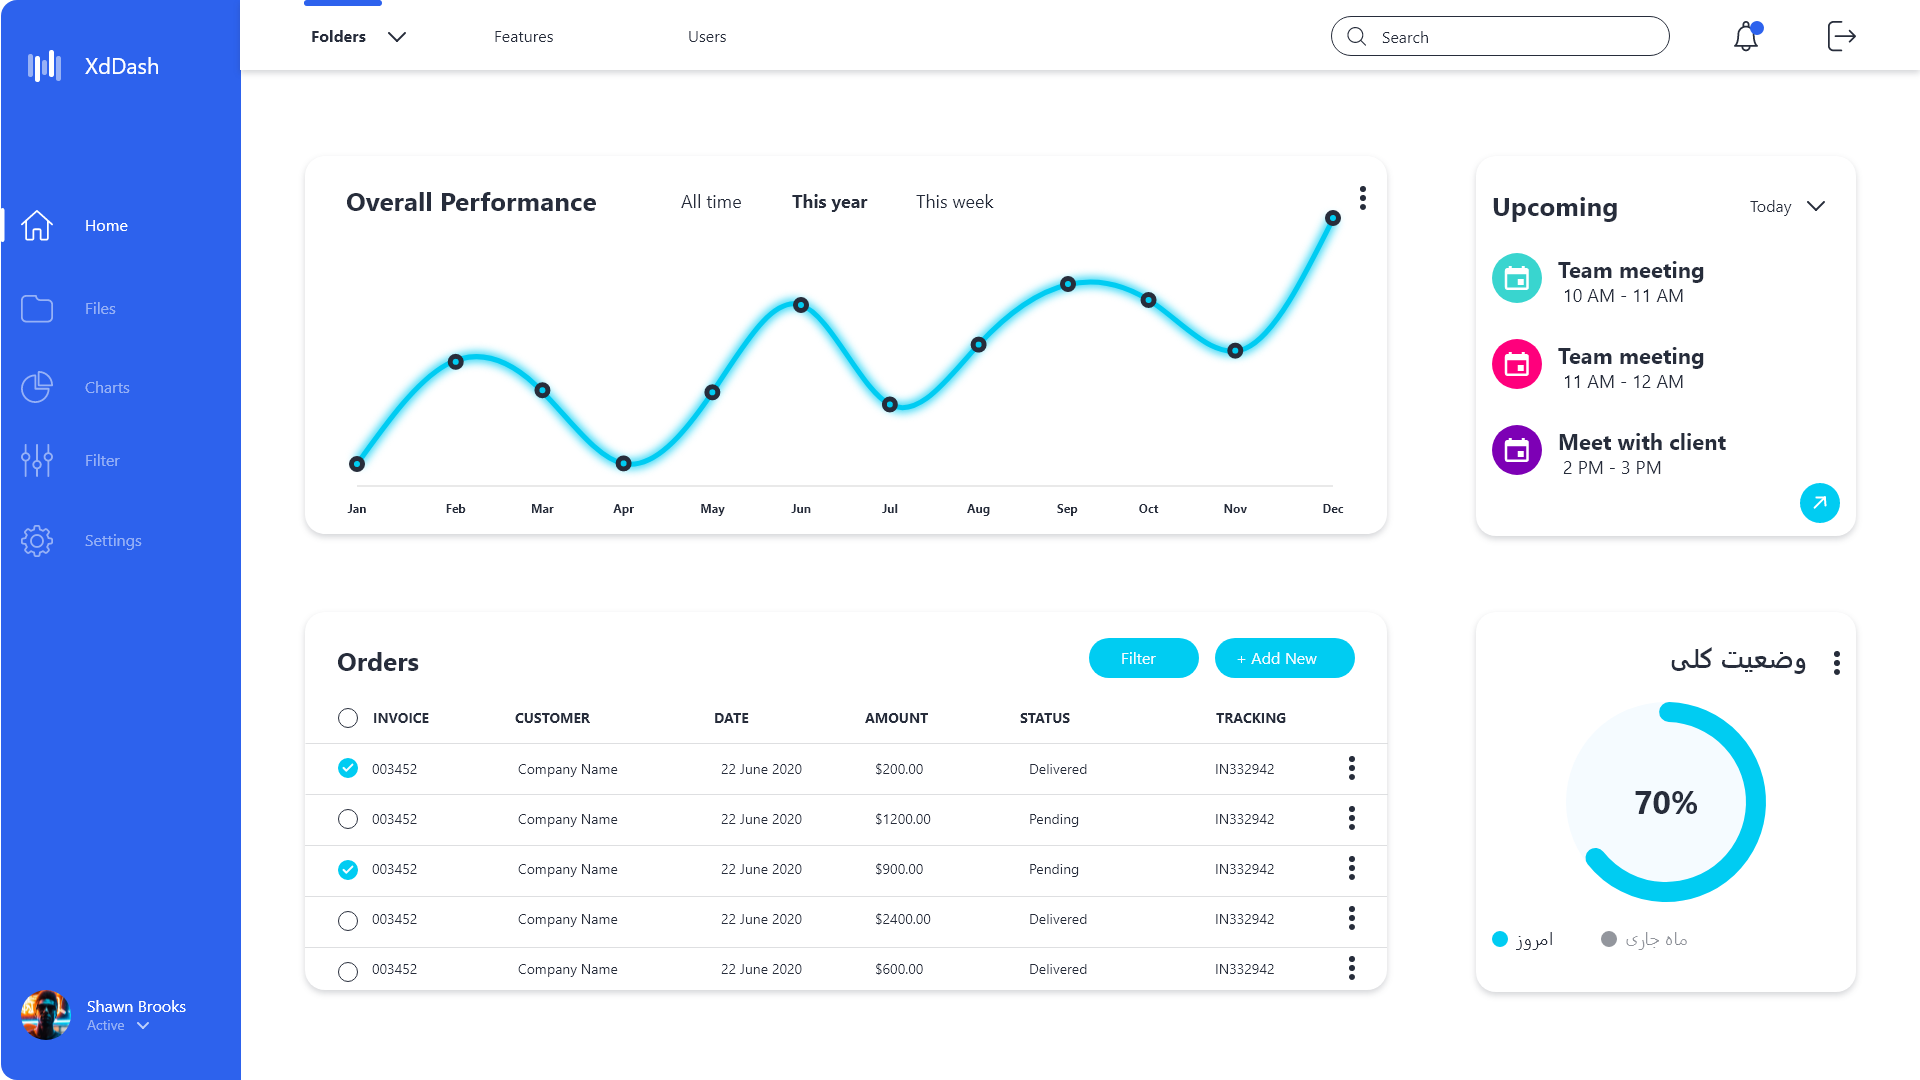 XdDash
Home
Files
Charts
Filter
Settings
Shawn Brooks
Active
Folders
Features
Users
Search
Overall Performance
All time
This year
This week
Jan Feb Mar Apr May Jun Jul Aug Sep Oct Nov Dec
Upcoming
Today
Team meeting
10 AM - 11 AM
Team meeting
11 AM - 12 AM
Meet with client
2 PM - 3 PM
Orders
Filter
+ Add New
INVOICE CUSTOMER DATE AMOUNT STATUS TRACKING
003452 Company Name 22 June 2020 $200.00 Delivered IN332942
003452 Company Name 22 June 2020 $1200.00 Pending IN332942
003452 Company Name 22 June 2020 $900.00 Pending IN332942
003452 Company Name 22 June 2020 $2400.00 Delivered IN332942
003452 Company Name 22 June 2020 $600.00 Delivered IN332942
وضعیت کلی
70%
امروز
ماه جاری